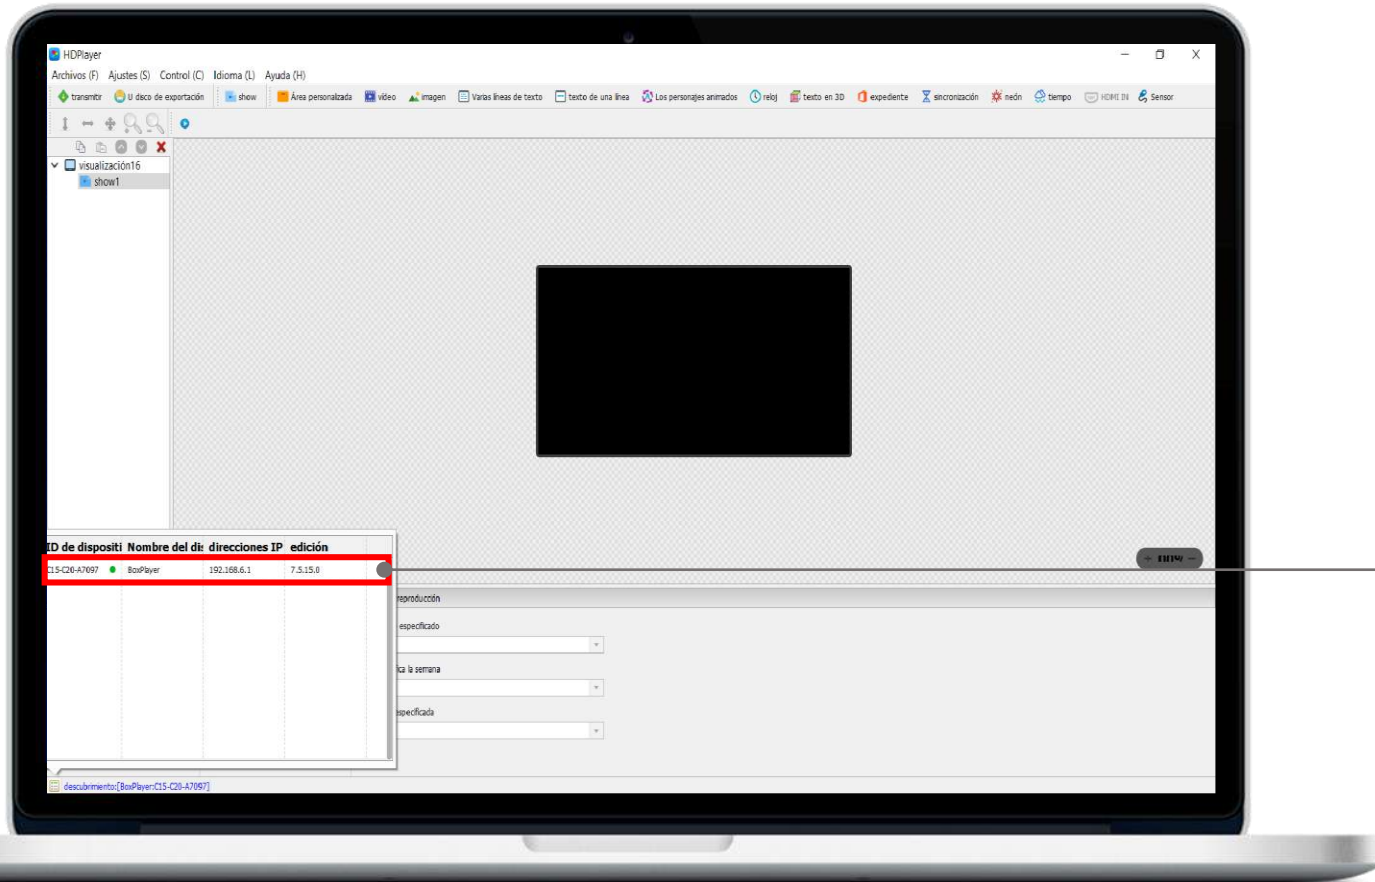 HDPlayer
Archivos (F) Ajustes (S) Control (C) Idioma (L) Ayuda (H)
transmitir U disco de exportación show Área personalizada vídeo imagen Varias líneas de texto texto de una línea Los personajes animados reloj texto en 3D expediente sincronización neón tiempo HDMI IN Sensor
visualización16
show1
ID de dispositi Nombre del dis direcciones IP edición
C15-C20-A7097 BoxPlayer 192.168.6.1 7.5.15.0
reproducción
especificado
ica la semana
especificada
descubrimiento:[BoxPlayer:C15-C20-A7097]